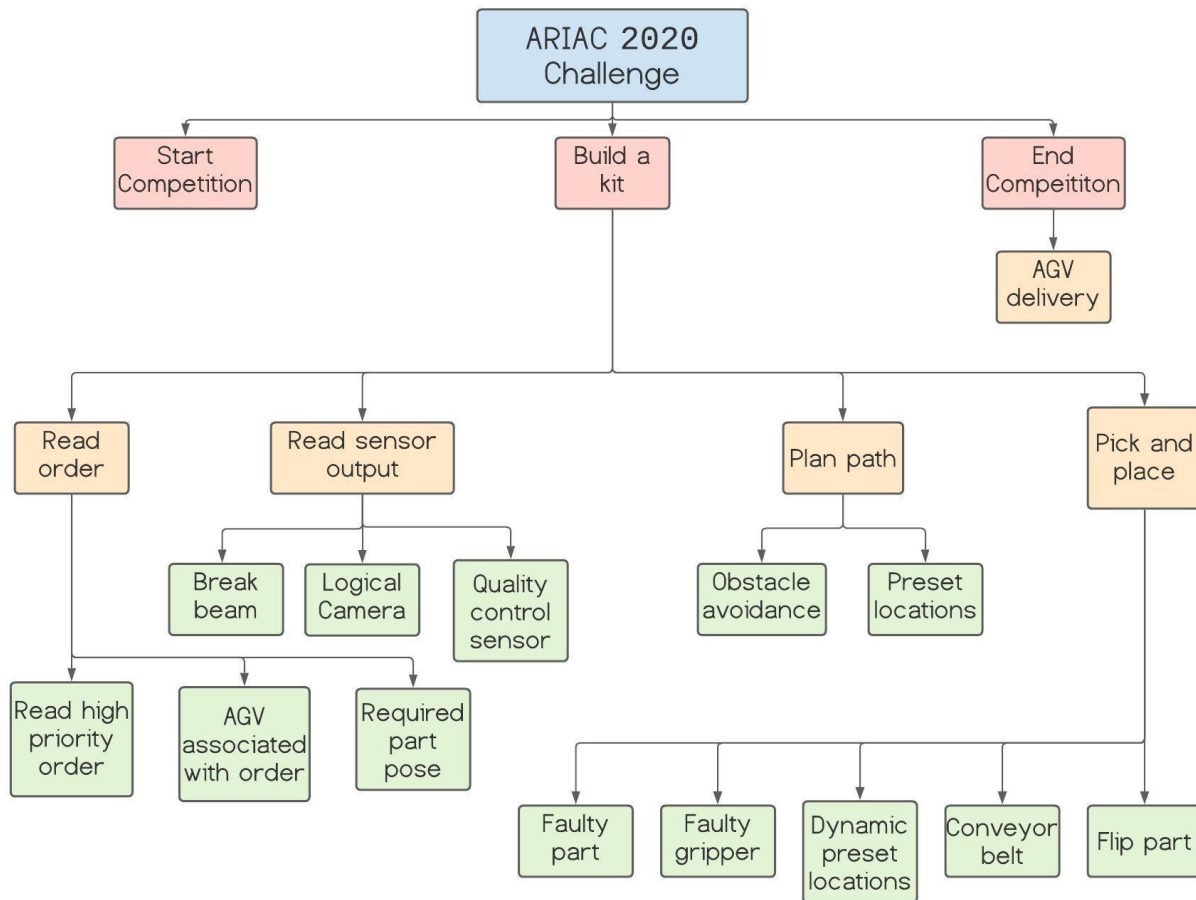 ARIAC 2020
Challenge
Start
Competition
Build a
kit
End
Compeititon
AGV
delivery
Read
order
Read sensor
output
Plan path
Pick and
place
Break
beam
Logical
Camera
Quality
control
sensor
Obstacle
avoidance
Preset
locations
Read high
priority
order
AGV
associated
with order
Required
part
pose
Faulty
part
Faulty
gripper
Dynamic
preset
locations
Conveyor
belt
Flip part